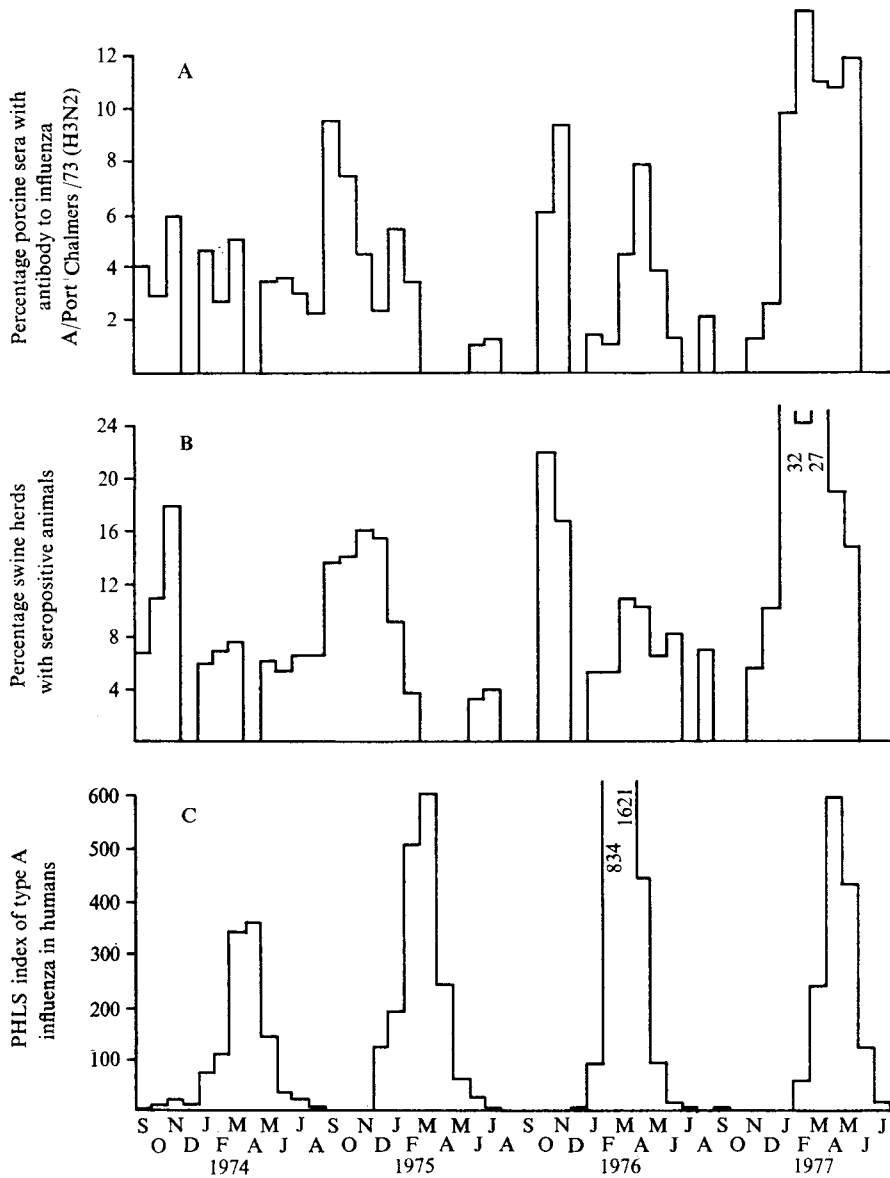 A
12
10
8
6
4
2
Percentage porcine sera with
antibody to influenza
A/Port Chalmers /73 (H3N2)
B
24
20
16
12
8
4
32
27
Percentage swine herds
with seropositive animals
C
600
500
400
300
200
100
834
1621
PHLS index of type A
influenza in humans
S N J M M J S N J M M J S N J M M J S N J M M J
O D F A J A O D F A J A O D F A J A O D F A J
1974 1975 1976 1977